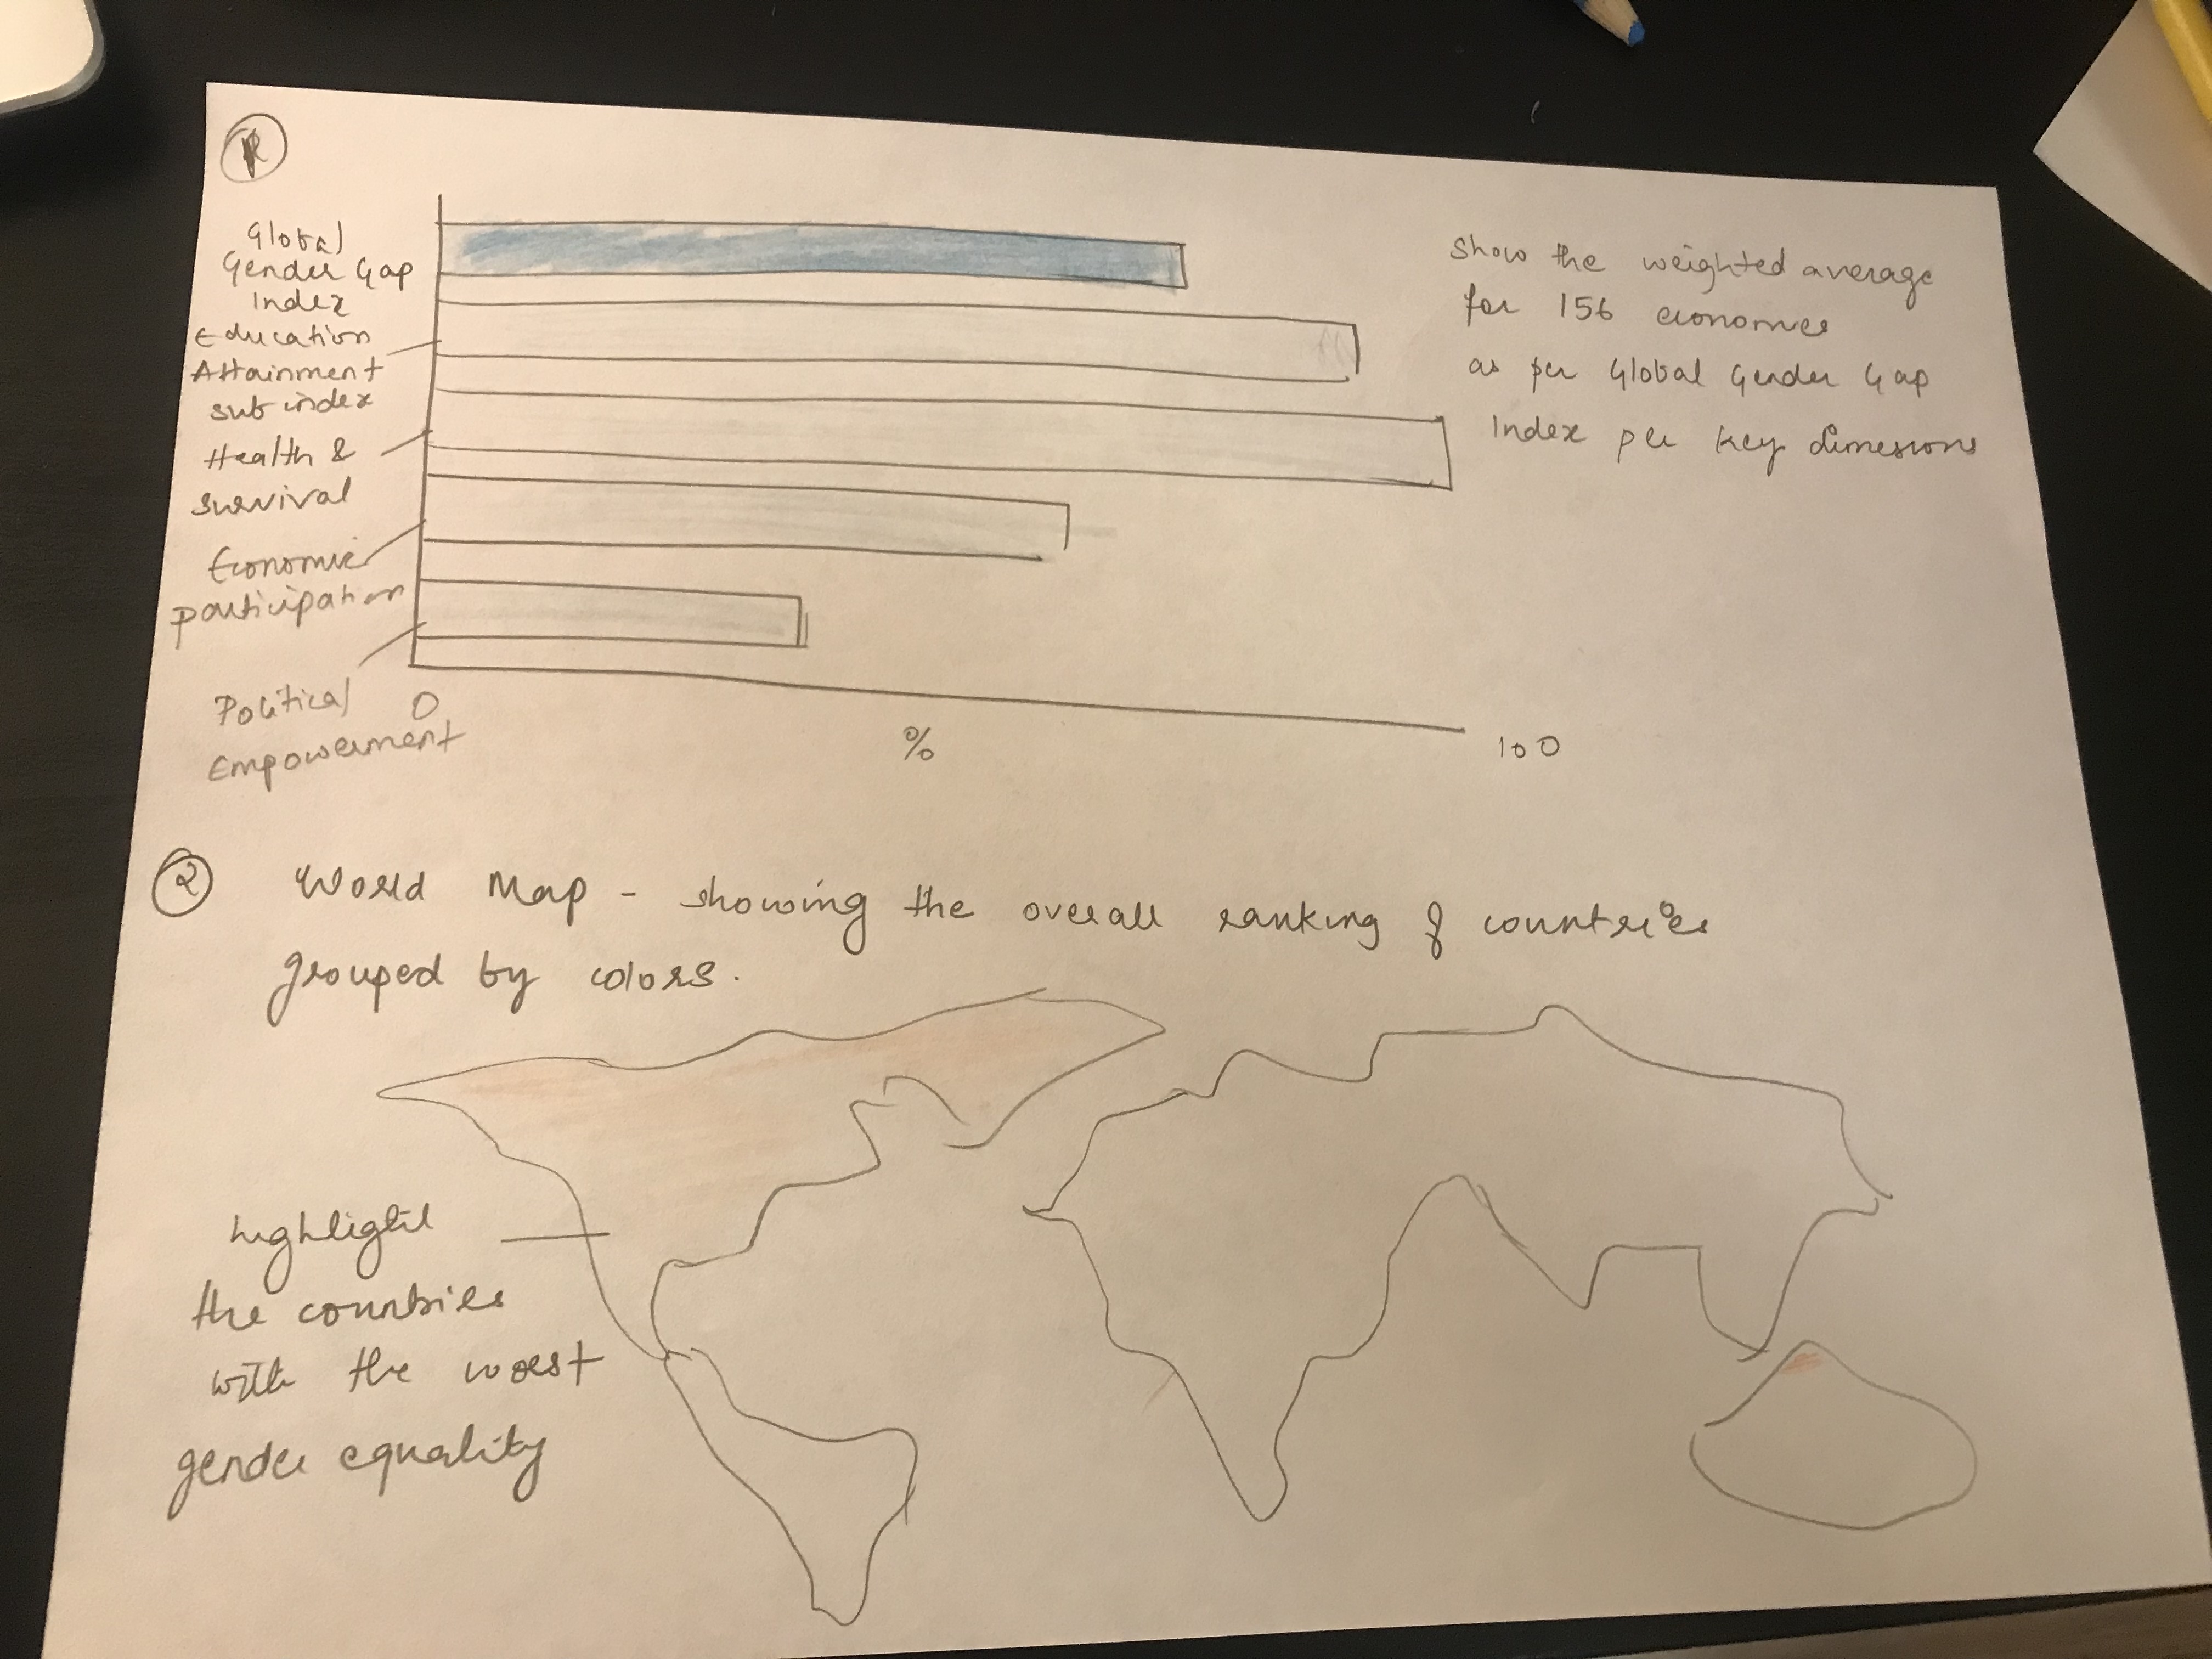 Global
Gender Gap
Index
Education
Attainment
sub index
Health &
Survival
Economic
participation
Political
Empowerment
0
%
100
Show the weighted average
for 156 economies
as per Global Gender Gap
Index per key dimesions
2
World Map - showing the overall ranking of countries
grouped by colors.
highlight
the countries
with the worst
gender equality